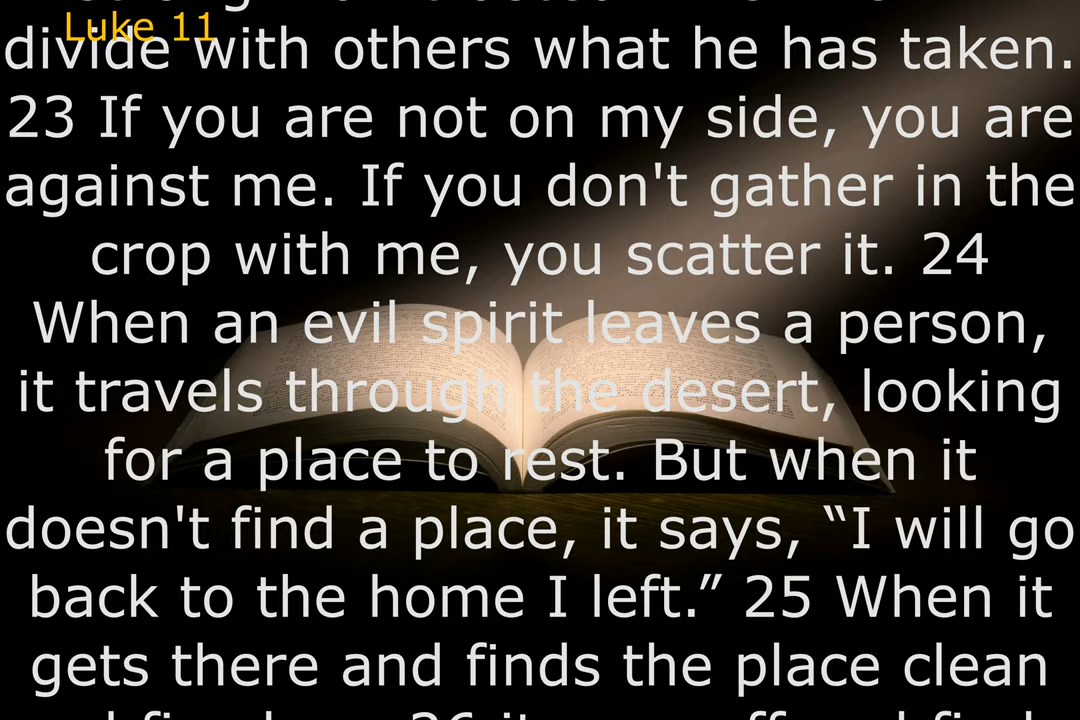 Luke 11
divide with others what he has taken.
23 If you are not on my side, you are
against me. If you don't gather in the
crop with me, you scatter it. 24
When an evil spirit leaves a person,
it travels through the desert, looking
for a place to rest. But when it
doesn't find a place, it says, “I will go
back to the home I left.” 25 When it
gets there and finds the place clean